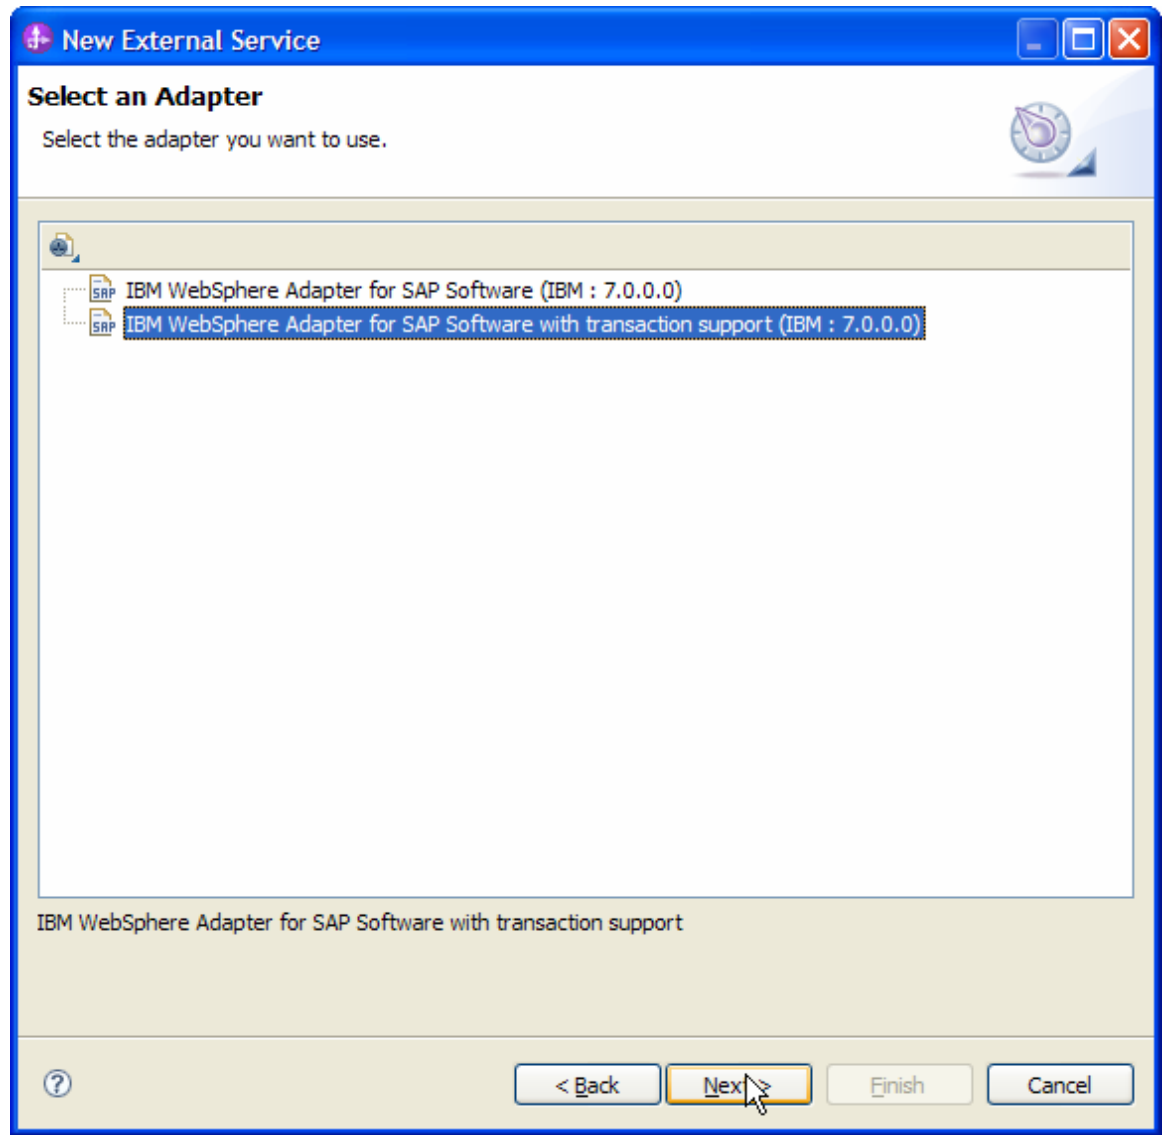 New External Service
Select an Adapter
Select the adapter you want to use.
SAP IBM WebSphere Adapter for SAP Software (IBM : 7.0.0.0)
SAP IBM WebSphere Adapter for SAP Software with transaction support (IBM : 7.0.0.0)
IBM WebSphere Adapter for SAP Software with transaction support
? < Back Next > Finish Cancel